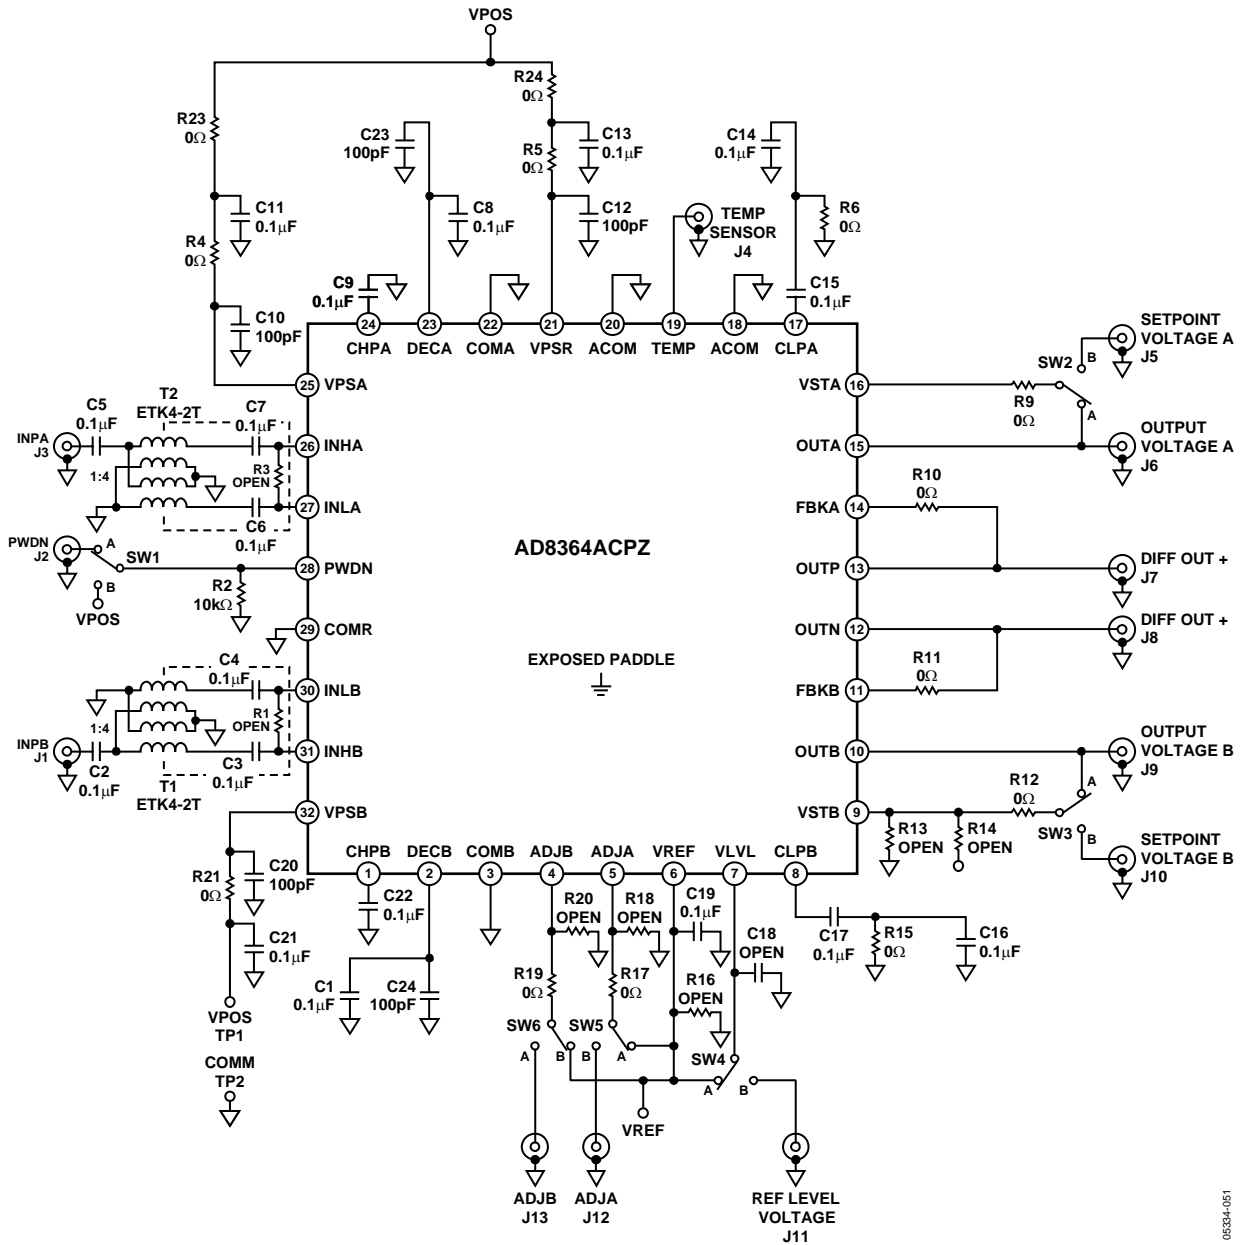 VPOS
R24
0Ω
R23
0Ω
C23
100pF
C13
0.1μF
R5
0Ω
C14
0.1μF
C11
0.1μF
R4
0Ω
C8
0.1μF
C12
100pF
TEMP
SENSOR
J4
R6
0Ω
C9
0.1μF
C15
0.1μF
C10
100pF
24
23
22
21
20
19
18
17
CHPA
DECA
COMA
VPSR
ACOM
TEMP
ACOM
CLPA
SETPOINT
VOLTAGE A
J5
SW2
B
A
25
VPSA
VSTA
16
R9
0Ω
T2
ETK4-2T
C5
0.1μF
C7
0.1μF
INPA
J3
26
INHA
OUTA
15
OUTPUT
VOLTAGE A
J6
1:4
R3
OPEN
R10
0Ω
27
INLA
FBKA
14
C6
0.1μF
PWDN
J2
A
SW1
B
VPOS
28
PWDN
R2
10kΩ
AD8364ACPZ
OUTP
13
DIFF OUT +
J7
29
COMR
OUTN
12
DIFF OUT +
J8
C4
0.1μF
EXPOSED PADDLE
R11
0Ω
30
INLB
FBKB
11
1:4
R1
OPEN
INPB
J1
C2
0.1μF
C3
0.1μF
T1
ETK4-2T
31
INHB
OUTB
10
OUTPUT
VOLTAGE B
J9
32
VPSB
VSTB
9
R12
0Ω
A
SW3
B
R13
OPEN
R14
OPEN
SETPOINT
VOLTAGE B
J10
CHPB
DECB
COMB
ADJB
ADJA
VREF
VLVL
CLPB
1
2
3
4
5
6
7
8
R21
0Ω
C20
100pF
C22
0.1μF
R20
OPEN
R18
OPEN
C19
0.1μF
C18
OPEN
C17
0.1μF
R15
0Ω
C16
0.1μF
C21
0.1μF
C1
0.1μF
C24
100pF
R19
0Ω
R17
0Ω
R16
OPEN
VPOS
TP1
SW6
A
B
SW5
B
A
SW4
A
B
COMM
TP2
VREF
ADJB
J13
ADJA
J12
REF LEVEL
VOLTAGE
J11
05334-051